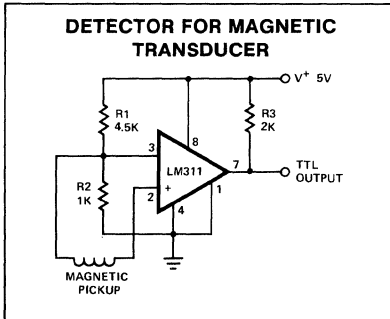 DETECTOR FOR MAGNETIC
TRANSDUCER
V+ 5V
R1
4.5K
R3
2K
3
8
LM311
7
TTL
OUTPUT
R2
1K
2
+
4
1
MAGNETIC
PICKUP